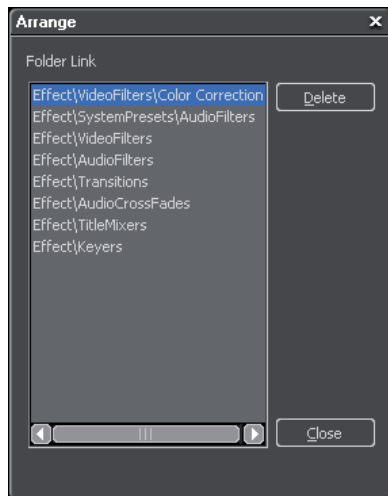 Arrange
Folder Link
Effect\VideoFilters\Color Correction
Effect\SystemPresets\AudioFilters
Effect\VideoFilters
Effect\AudioFilters
Effect\Transitions
Effect\AudioCrossFades
Effect\TitleMixers
Effect\Keyers
Delete
Close